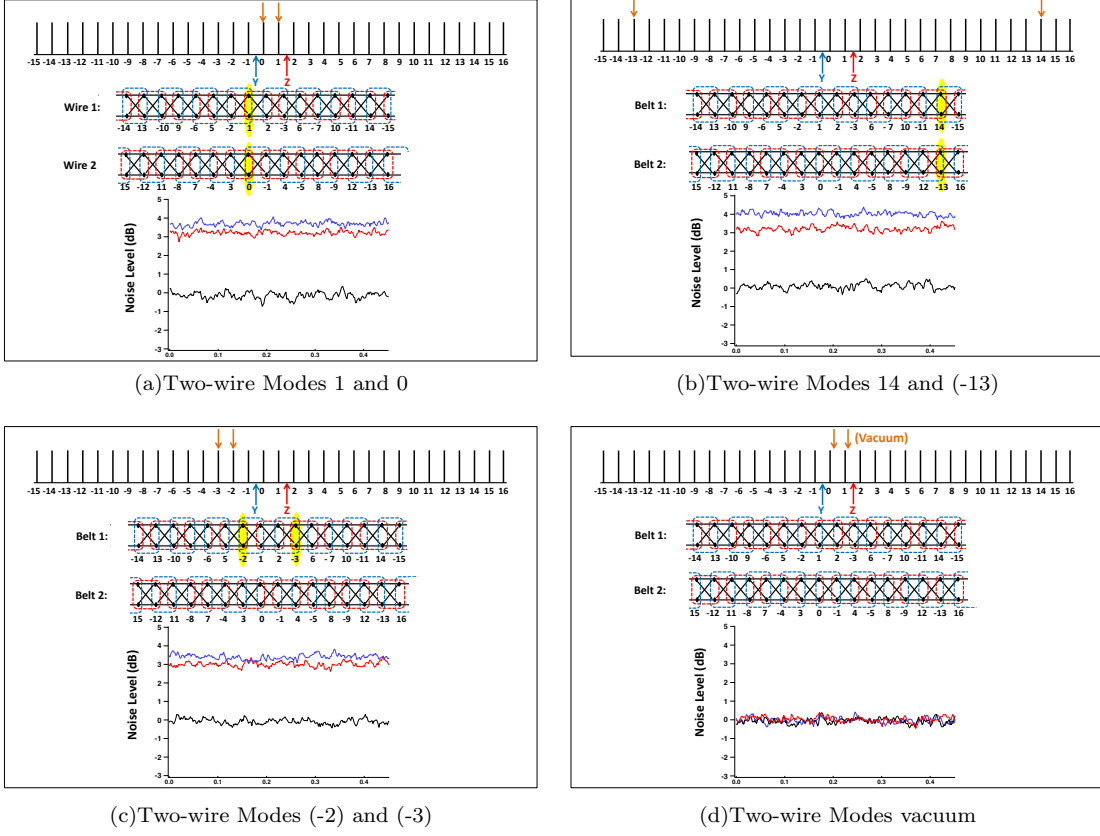 -15 -14 -13 -12 -11 -10 -9 -8 -7 -6 -5 -4 -3 -2 -1 0 1 2 3 4 5 6 7 8 9 10 11 12 13 14 15 16
Y Z
Wire 1:
-14 13 -10 9 -6 5 -2 1 2 -3 6 -7 10 -11 14 -15
Wire 2
15 -12 11 -8 7 -4 3 0 -1 4 -5 8 -9 12 -13 16
Noise Level (dB)
5
4
3
2
1
0
-1
-2
-3
0.0 0.2 0.3 0.4
(a)Two-wire Modes 1 and 0
-15 -14 -13 -12 -11 -10 -9 -8 -7 -6 -5 -4 -3 -2 -1 0 1 2 3 4 5 6 7 8 9 10 11 12 13 14 15 16
Y Z
Belt 1:
-14 13 -10 9 -6 5 -2 1 2 -3 6 -7 10 -11 14 -15
Belt 2:
15 -12 11 -8 7 -4 3 0 -1 4 -5 8 -9 12 -13 16
Noise Level (dB)
5
4
3
2
1
0
-1
-2
-3
0.0 0.2 0.3 0.4
(b)Two-wire Modes 14 and (-13)
-15 -14 -13 -12 -11 -10 -9 -8 -7 -6 -5 -4 -3 -2 -1 0 1 2 3 4 5 6 7 8 9 10 11 12 13 14 15 16
Y Z
Belt 1:
-14 13 -10 9 -6 5 -2 1 2 -3 6 -7 10 -11 14 -15
Belt 2:
15 -12 11 -8 7 -4 3 0 -1 4 -5 8 -9 12 -13 16
Noise Level (dB)
5
4
3
2
1
0
-1
-2
-3
0.0 0.2 0.3 0.4
(c)Two-wire Modes (-2) and (-3)
(Vacuum)
-15 -14 -13 -12 -11 -10 -9 -8 -7 -6 -5 -4 -3 -2 -1 0 1 2 3 4 5 6 7 8 9 10 11 12 13 14 15 16
Y Z
Belt 1:
-14 13 -10 9 -6 5 -2 1 2 -3 6 -7 10 -11 14 -15
Belt 2:
15 -12 11 -8 7 -4 3 0 -1 4 -5 8 -9 12 -13 16
Noise Level (dB)
5
4
3
2
1
0
-1
-2
-3
0.0 0.2 0.3 0.4
(d)Two-wire Modes vacuum